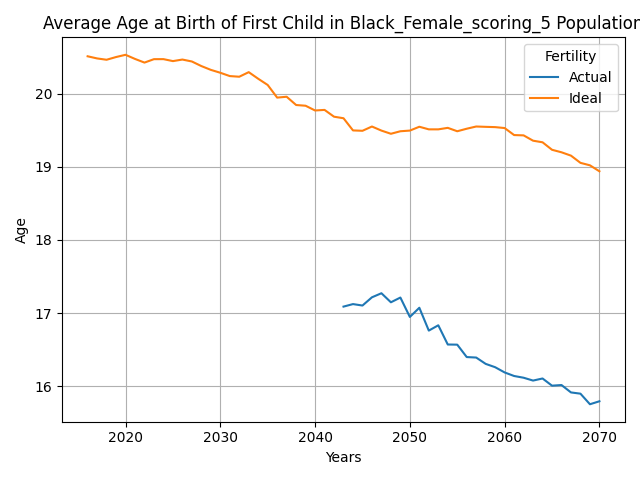 Average Age at Birth of First Child in Black_Female_scoring_5 Population
Fertility
Actual
Ideal
Age
20
19
18
17
16
2020 2030 2040 2050 2060 2070
Years